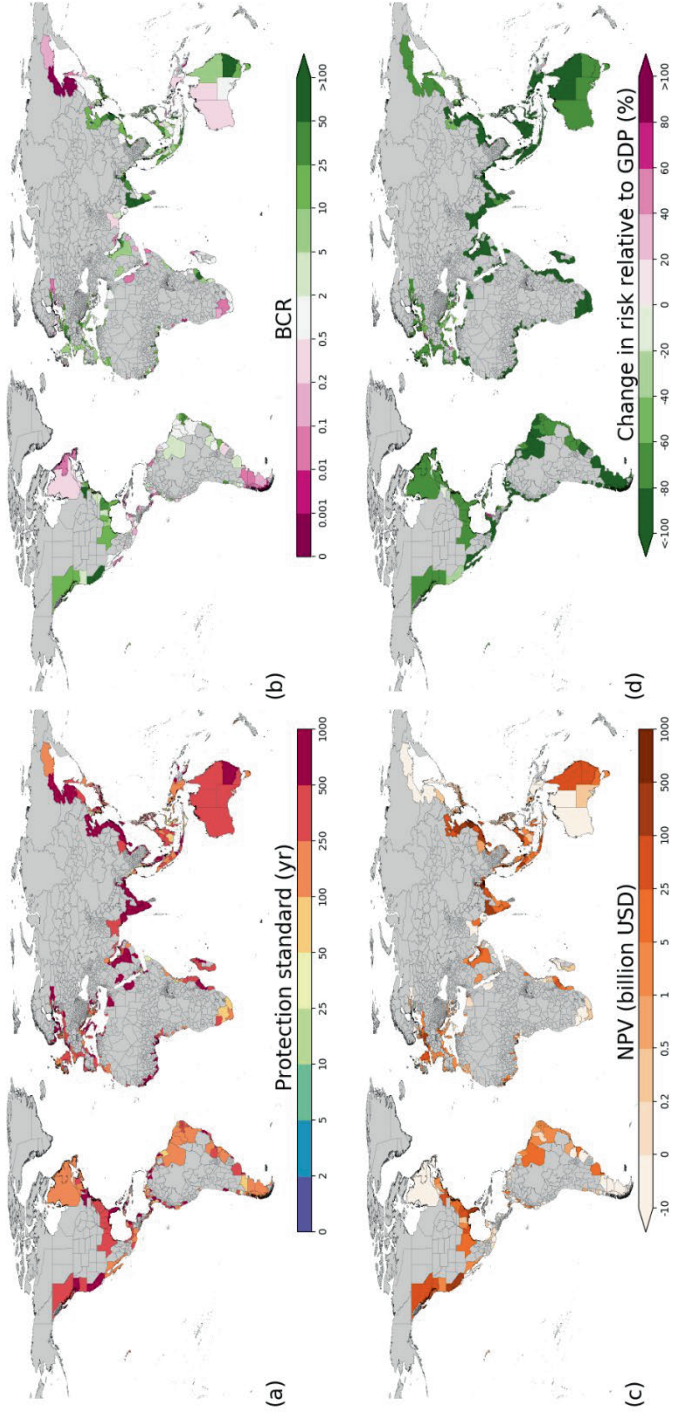 (a)
Protection standard (yr)
0 2 5 10 25 50 100 250 500 1000
(b)
BCR
0 0.001 0.01 0.1 0.2 0.5 2 5 10 25 50 >100
(c)
NPV (billion USD)
-10 0 0.2 0.5 1 5 25 100 500 1000
(d)
Change in risk relative to GDP (%)
<-100 -80 -60 -40 -20 0 20 40 60 80 >100